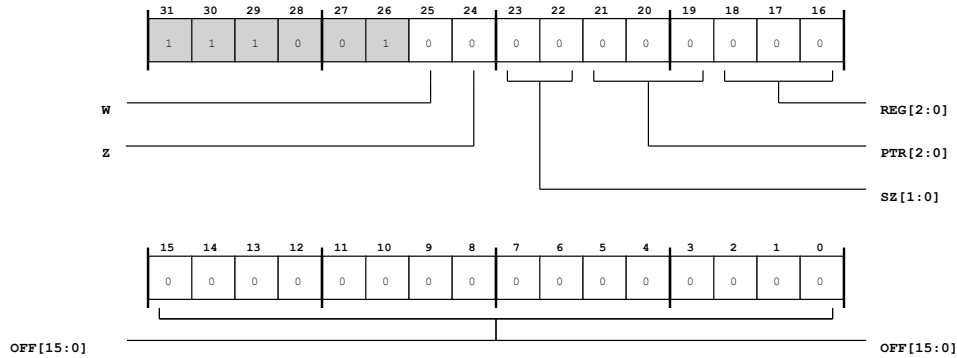 31 30 29 28 27 26 25 24 23 22 21 20 19 18 17 16
1 1 1 0 0 1 0 0 0 0 0 0 0 0 0 0
W REG[2:0]
Z PTR[2:0]
SZ[1:0]
15 14 13 12 11 10 9 8 7 6 5 4 3 2 1 0
0 0 0 0 0 0 0 0 0 0 0 0 0 0 0 0
OFF[15:0] OFF[15:0]